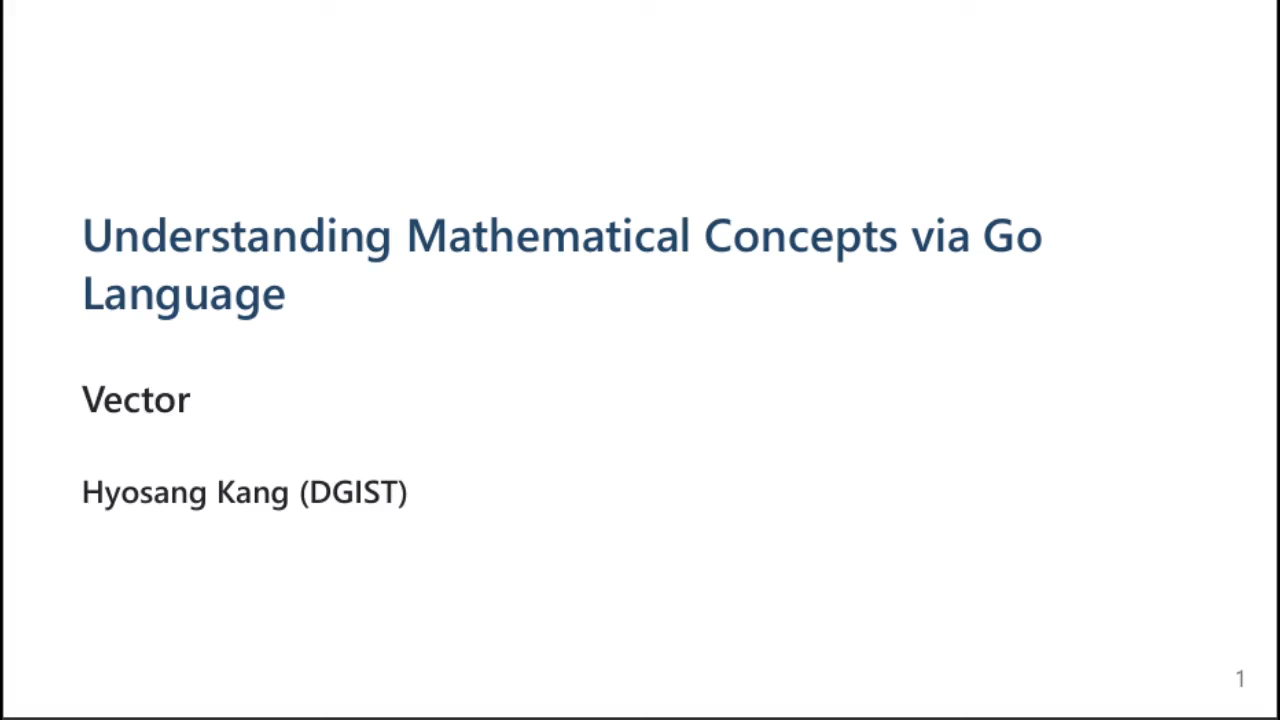 Understanding Mathematical Concepts via Go
Language
Vector
Hyosang Kang (DGIST)
1